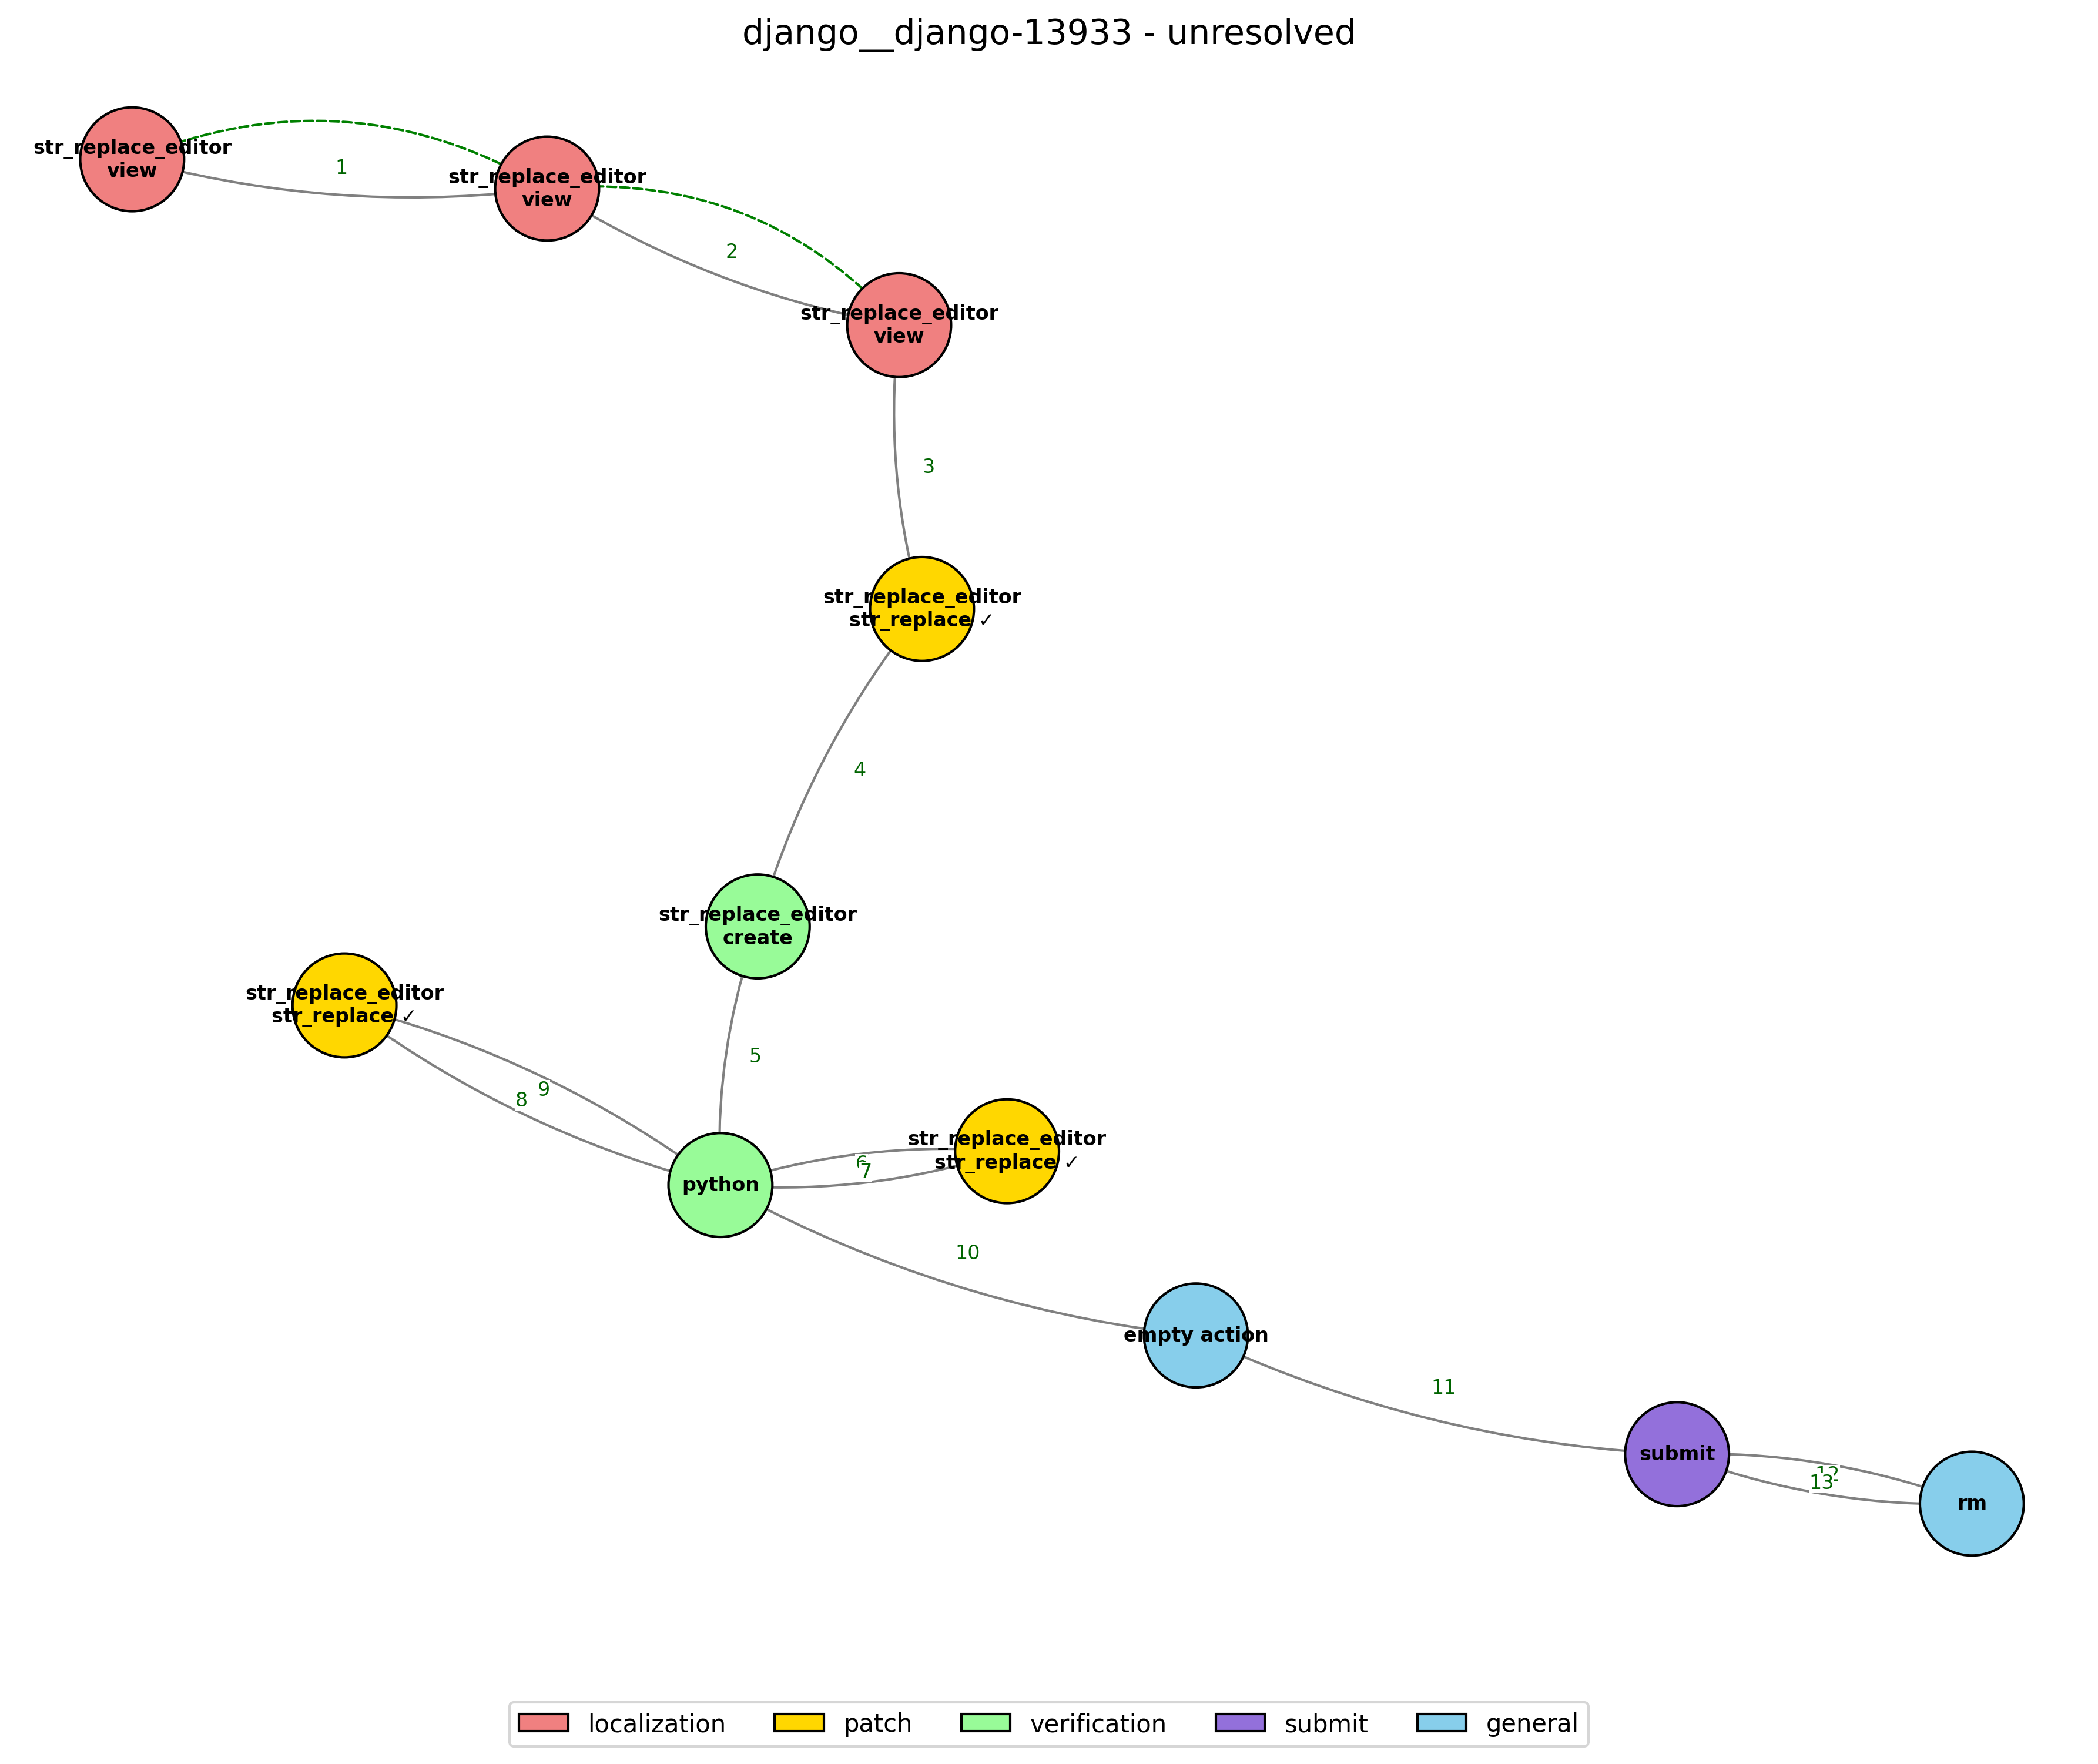 django__django-13933 - unresolved
str_replace_editor
view
1
str_replace_editor
view
2
str_replace_editor
view
3
str_replace_editor
str_replace ✓
4
str_replace_editor
create
str_replace_editor
str_replace ✓
5
9
8
str_replace_editor
str_replace ✓
6
7
python
10
empty action
11
submit
12
13
rm
localization
patch
verification
submit
general